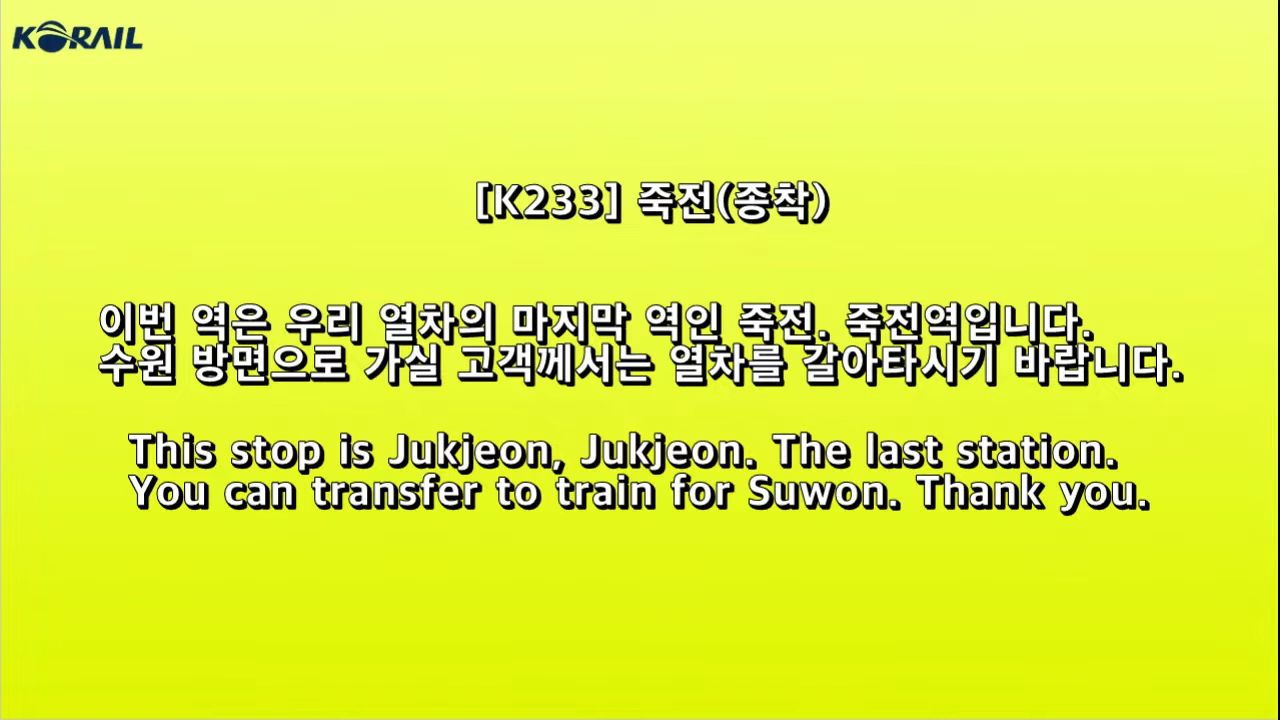 KORAIL
[K233] 죽전(종착)
이번 역은 우리 열차의 마지막 역인 죽전. 죽전역입니다.
수원 방면으로 가실 고객께서는 열차를 갈아타시기 바랍니다.
This stop is Jukjeon, Jukjeon. The last station.
You can transfer to train for Suwon. Thank you.